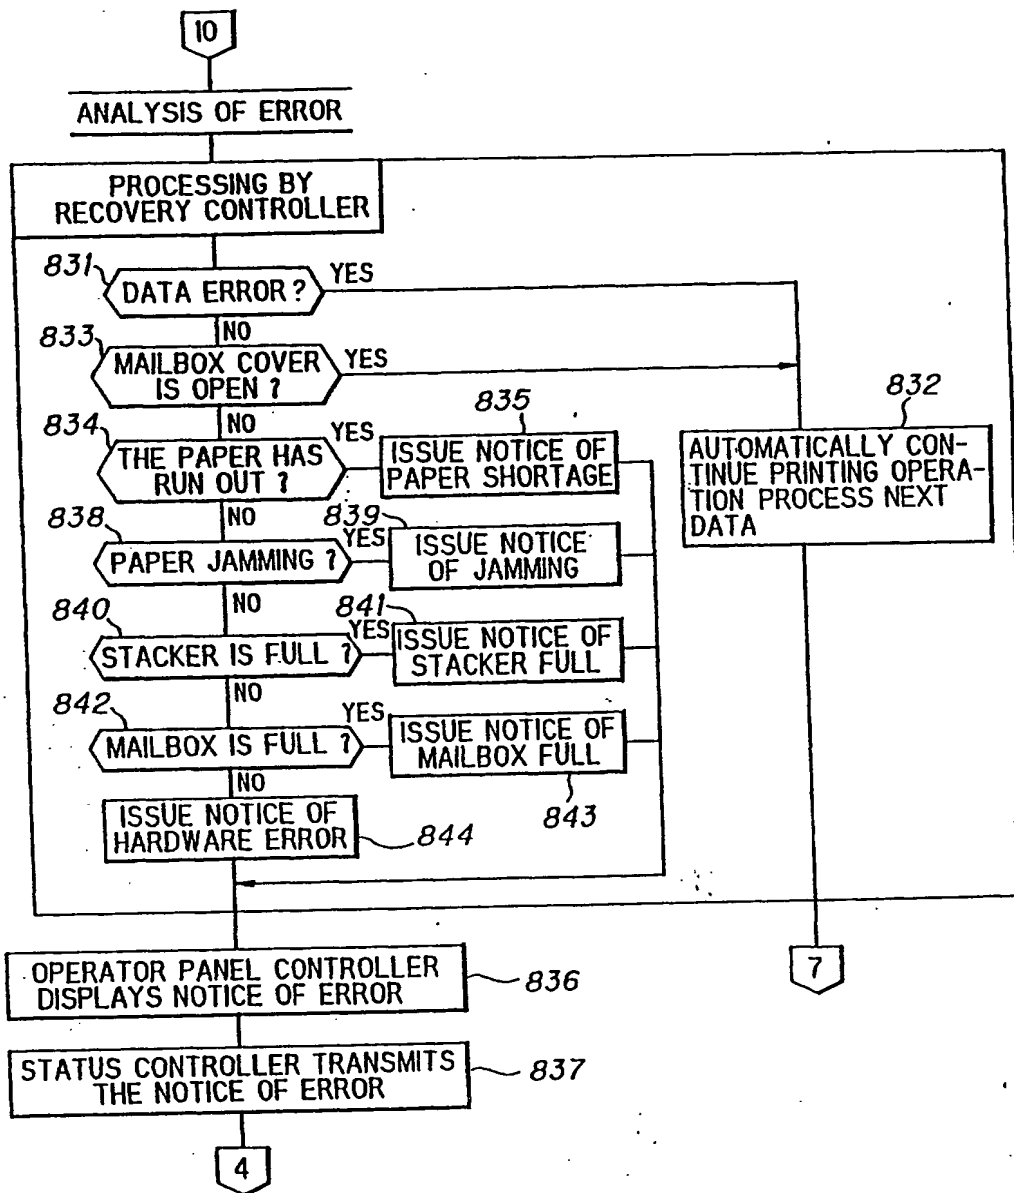 10
ANALYSIS OF ERROR
PROCESSING BY
RECOVERY CONTROLLER
831
DATA ERROR ?
YES
NO
833
MAILBOX COVER
IS OPEN ?
YES
NO
834
THE PAPER HAS
RUN OUT ?
YES
835
ISSUE NOTICE OF
PAPER SHORTAGE
832
AUTOMATICALLY CON-
TINUE PRINTING OPERA-
TION PROCESS NEXT
DATA
NO
838
PAPER JAMMING ?
YES
839
ISSUE NOTICE
OF JAMMING
NO
840
STACKER IS FULL ?
YES
841
ISSUE NOTICE OF
STACKER FULL
NO
842
MAILBOX IS FULL ?
YES
ISSUE NOTICE OF
MAILBOX FULL
843
NO
ISSUE NOTICE OF
HARDWARE ERROR
844
OPERATOR PANEL CONTROLLER
DISPLAYS NOTICE OF ERROR
836
7
STATUS CONTROLLER TRANSMITS
THE NOTICE OF ERROR
837
4